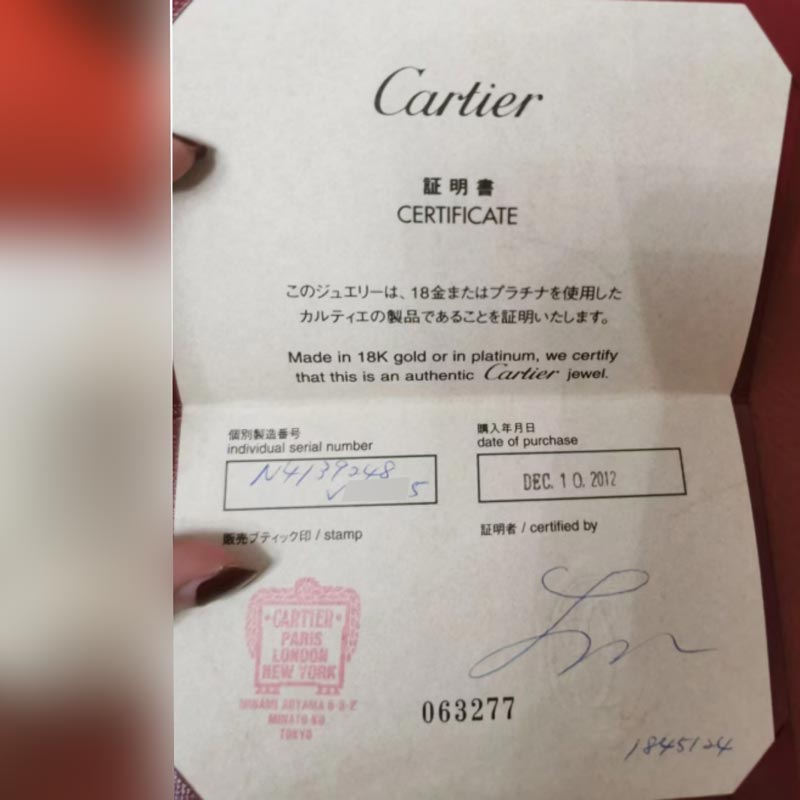 Cartier
証明書
CERTIFICATE
このジュエリーは、18金またはプラチナを使用した
カルティエの製品であることを証明いたします。
Made in 18K gold or in platinum, we certify
that this is an authentic Cartier jewel.
個別製造番号
individual serial number
N4139248
5
購入年月日
date of purchase
DEC. 10. 2012
販売ブティック印 / stamp
証明者 / certified by
CARTIER
PARIS
LONDON
NEW YORK
MINAMI AOYAMA
MINATO-KU
TOKYO
063277
1845124